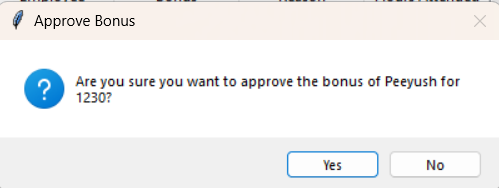 Approve Bonus
Are you sure you want to approve the bonus of Peeyush for
1230?
Yes
No